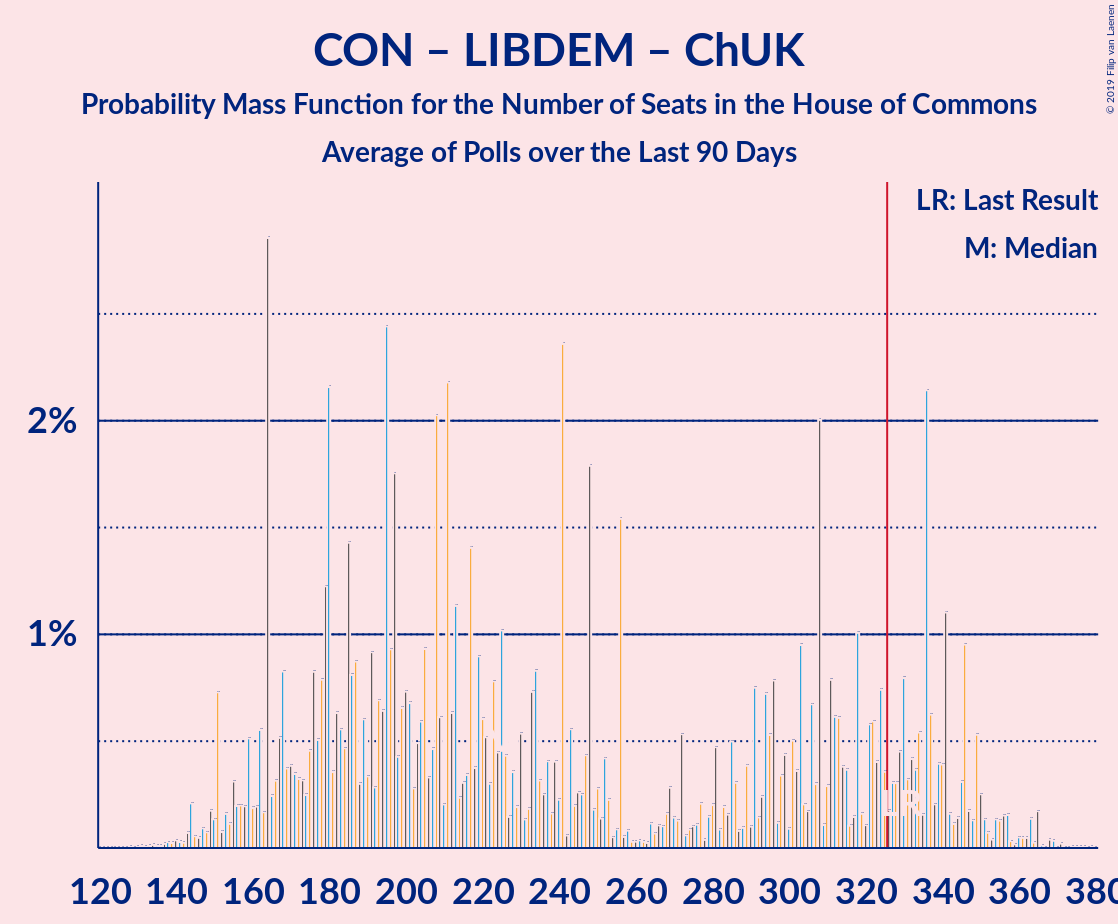 CON – LIBDEM – ChUK
Probability Mass Function for the Number of Seats in the House of Commons
Average of Polls over the Last 90 Days
© 2019 Filip van Laenen
LR: Last Result
M: Median
2%
1%
120 140 160 180 200 220 240 260 280 300 320 340 360 380